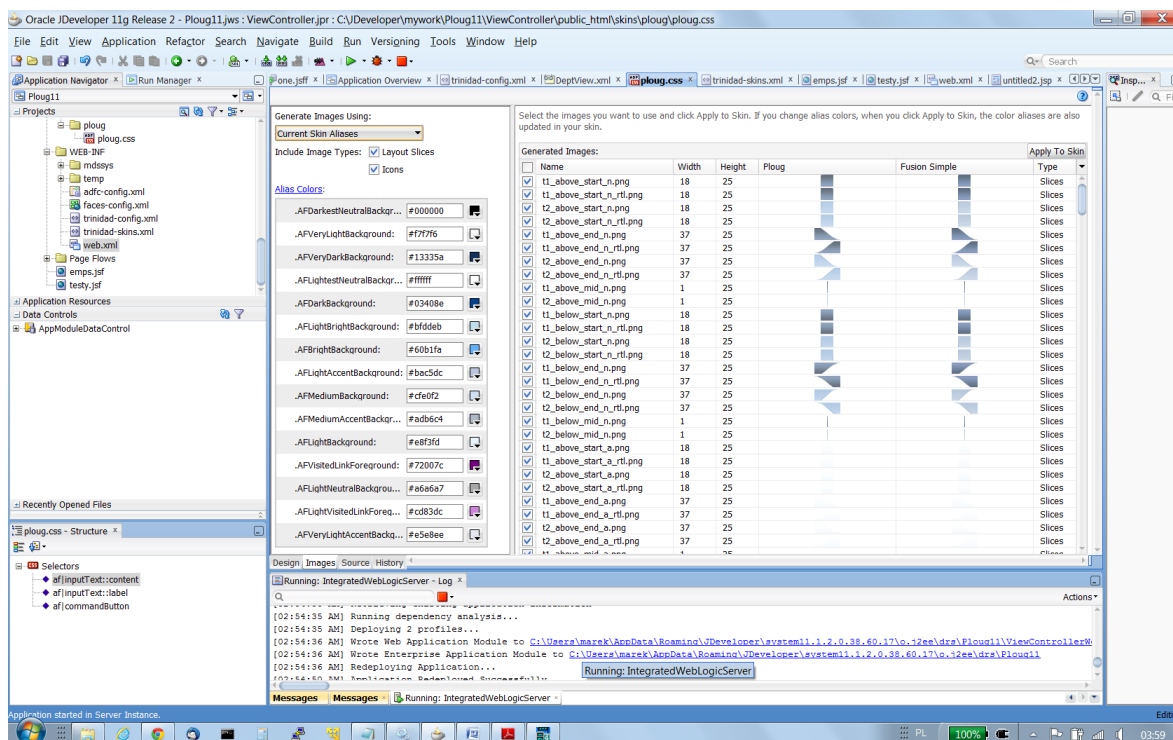 Oracle JDeveloper 11g Release 2 - Ploug11.jws : ViewController.jpr : C:\JDeveloper\mywork\Ploug11\ViewController\public_html\skins\ploug\ploug.css
File Edit View Application Refactor Search Navigate Build Run Versioning Tools Window Help
Search
Application Navigator Run Manager
one.jsff Application Overview trinidad-config.xml DeptView.xml ploug.css trinidad-skins.xml emps.jsf testy.jsf web.xml untitled2.jsp Insp...
Ploug11
Projects
ploug
ploug.css
WEB-INF
mdssys
temp
adfc-config.xml
faces-config.xml
trinidad-config.xml
trinidad-skins.xml
web.xml
Page Flows
emps.jsf
testy.jsf
Application Resources
Data Controls
AppModuleDataControl
Recently Opened Files
ploug.css - Structure
Selectors
af|inputText::content
af|inputText::label
af|commandButton
Generate Images Using:
Current Skin Aliases
Include Image Types: Layout Slices
Icons
Alias Colors:
.AFDarkestNeutralBackgr... #000000
.AFVeryLightBackground: #f7f7f6
.AFVeryDarkBackground: #13335a
.AFLightestNeutralBackgr... #ffffff
.AFDarkBackground: #03408e
.AFLightBrightBackground: #bfddeb
.AFBrightBackground: #60b1fa
.AFLightAccentBackground: #bac5dc
.AFMediumBackground: #cfe0f2
.AFMediumAccentBackgr... #adb6c4
.AFLightBackground: #e8f3fd
.AFVisitedLinkForeground: #72007c
.AFLightNeutralBackgrou... #a6a6a7
.AFLightVisitedLinkForeg... #cd83dc
.AFVeryLightAccentBackg... #e5e8ee
Select the images you want to use and click Apply to Skin. If you change alias colors, when you click Apply to Skin, the color aliases are also
updated in your skin.
Generated Images: Apply To Skin
Name Width Height Ploug Fusion Simple Type
t1_above_start_n.png 18 25 Slices
t1_above_start_n_rtl.png 18 25 Slices
t2_above_start_n.png 18 25 Slices
t2_above_start_n_rtl.png 18 25 Slices
t1_above_end_n.png 37 25 Slices
t1_above_end_n_rtl.png 37 25 Slices
t2_above_end_n.png 37 25 Slices
t2_above_end_n_rtl.png 37 25 Slices
t1_above_mid_n.png 1 25 Slices
t2_above_mid_n.png 1 25 Slices
t1_below_start_n.png 18 25 Slices
t1_below_start_n_rtl.png 18 25 Slices
t2_below_start_n.png 18 25 Slices
t2_below_start_n_rtl.png 18 25 Slices
t1_below_end_n.png 37 25 Slices
t1_below_end_n_rtl.png 37 25 Slices
t2_below_end_n.png 37 25 Slices
t2_below_end_n_rtl.png 37 25 Slices
t1_below_mid_n.png 1 25 Slices
t2_below_mid_n.png 1 25 Slices
t1_above_start_a.png 18 25 Slices
t1_above_start_a_rtl.png 18 25 Slices
t2_above_start_a.png 18 25 Slices
t2_above_start_a_rtl.png 18 25 Slices
t1_above_end_a.png 37 25 Slices
t1_above_end_a_rtl.png 37 25 Slices
t2_above_end_a.png 37 25 Slices
t2_above_end_a_rtl.png 37 25 Slices
t1_above_mid_a.png 1 25 Slices
Design Images Source History
Running: IntegratedWebLogicServer - Log
Actions
[02:54:35 AM] Running dependency analysis...
[02:54:35 AM] Deploying 2 profiles...
[02:54:36 AM] Wrote Web Application Module to C:\Users\marek\AppData\Roaming\JDeveloper\system11.1.2.0.38.60.17\o.j2ee\drs\Ploug11\ViewControllerW
[02:54:36 AM] Wrote Enterprise Application Module to C:\Users\marek\AppData\Roaming\JDeveloper\system11.1.2.0.38.60.17\o.j2ee\drs\Ploug11
[02:54:36 AM] Redeploying Application...
[02:54:50 AM] Application Redeployed Successfully.
Running: IntegratedWebLogicServer
Messages Messages Running: IntegratedWebLogicServer
Application started in Server Instance. Edit
PL 100% 03:59